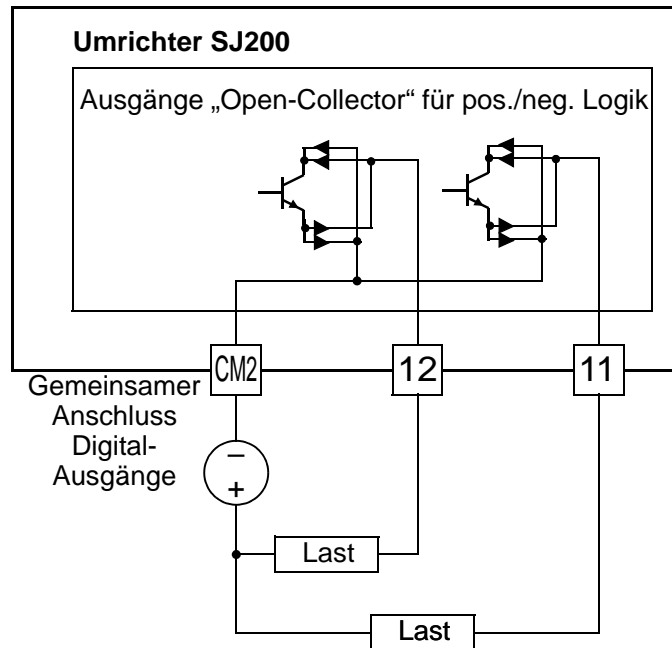 Umrichter SJ200
Ausgänge „Open-Collector“ für pos./neg. Logik
CM2
12
11
Gemeinsamer
Anschluss
Digital-
Ausgänge
–
+
Last
Last